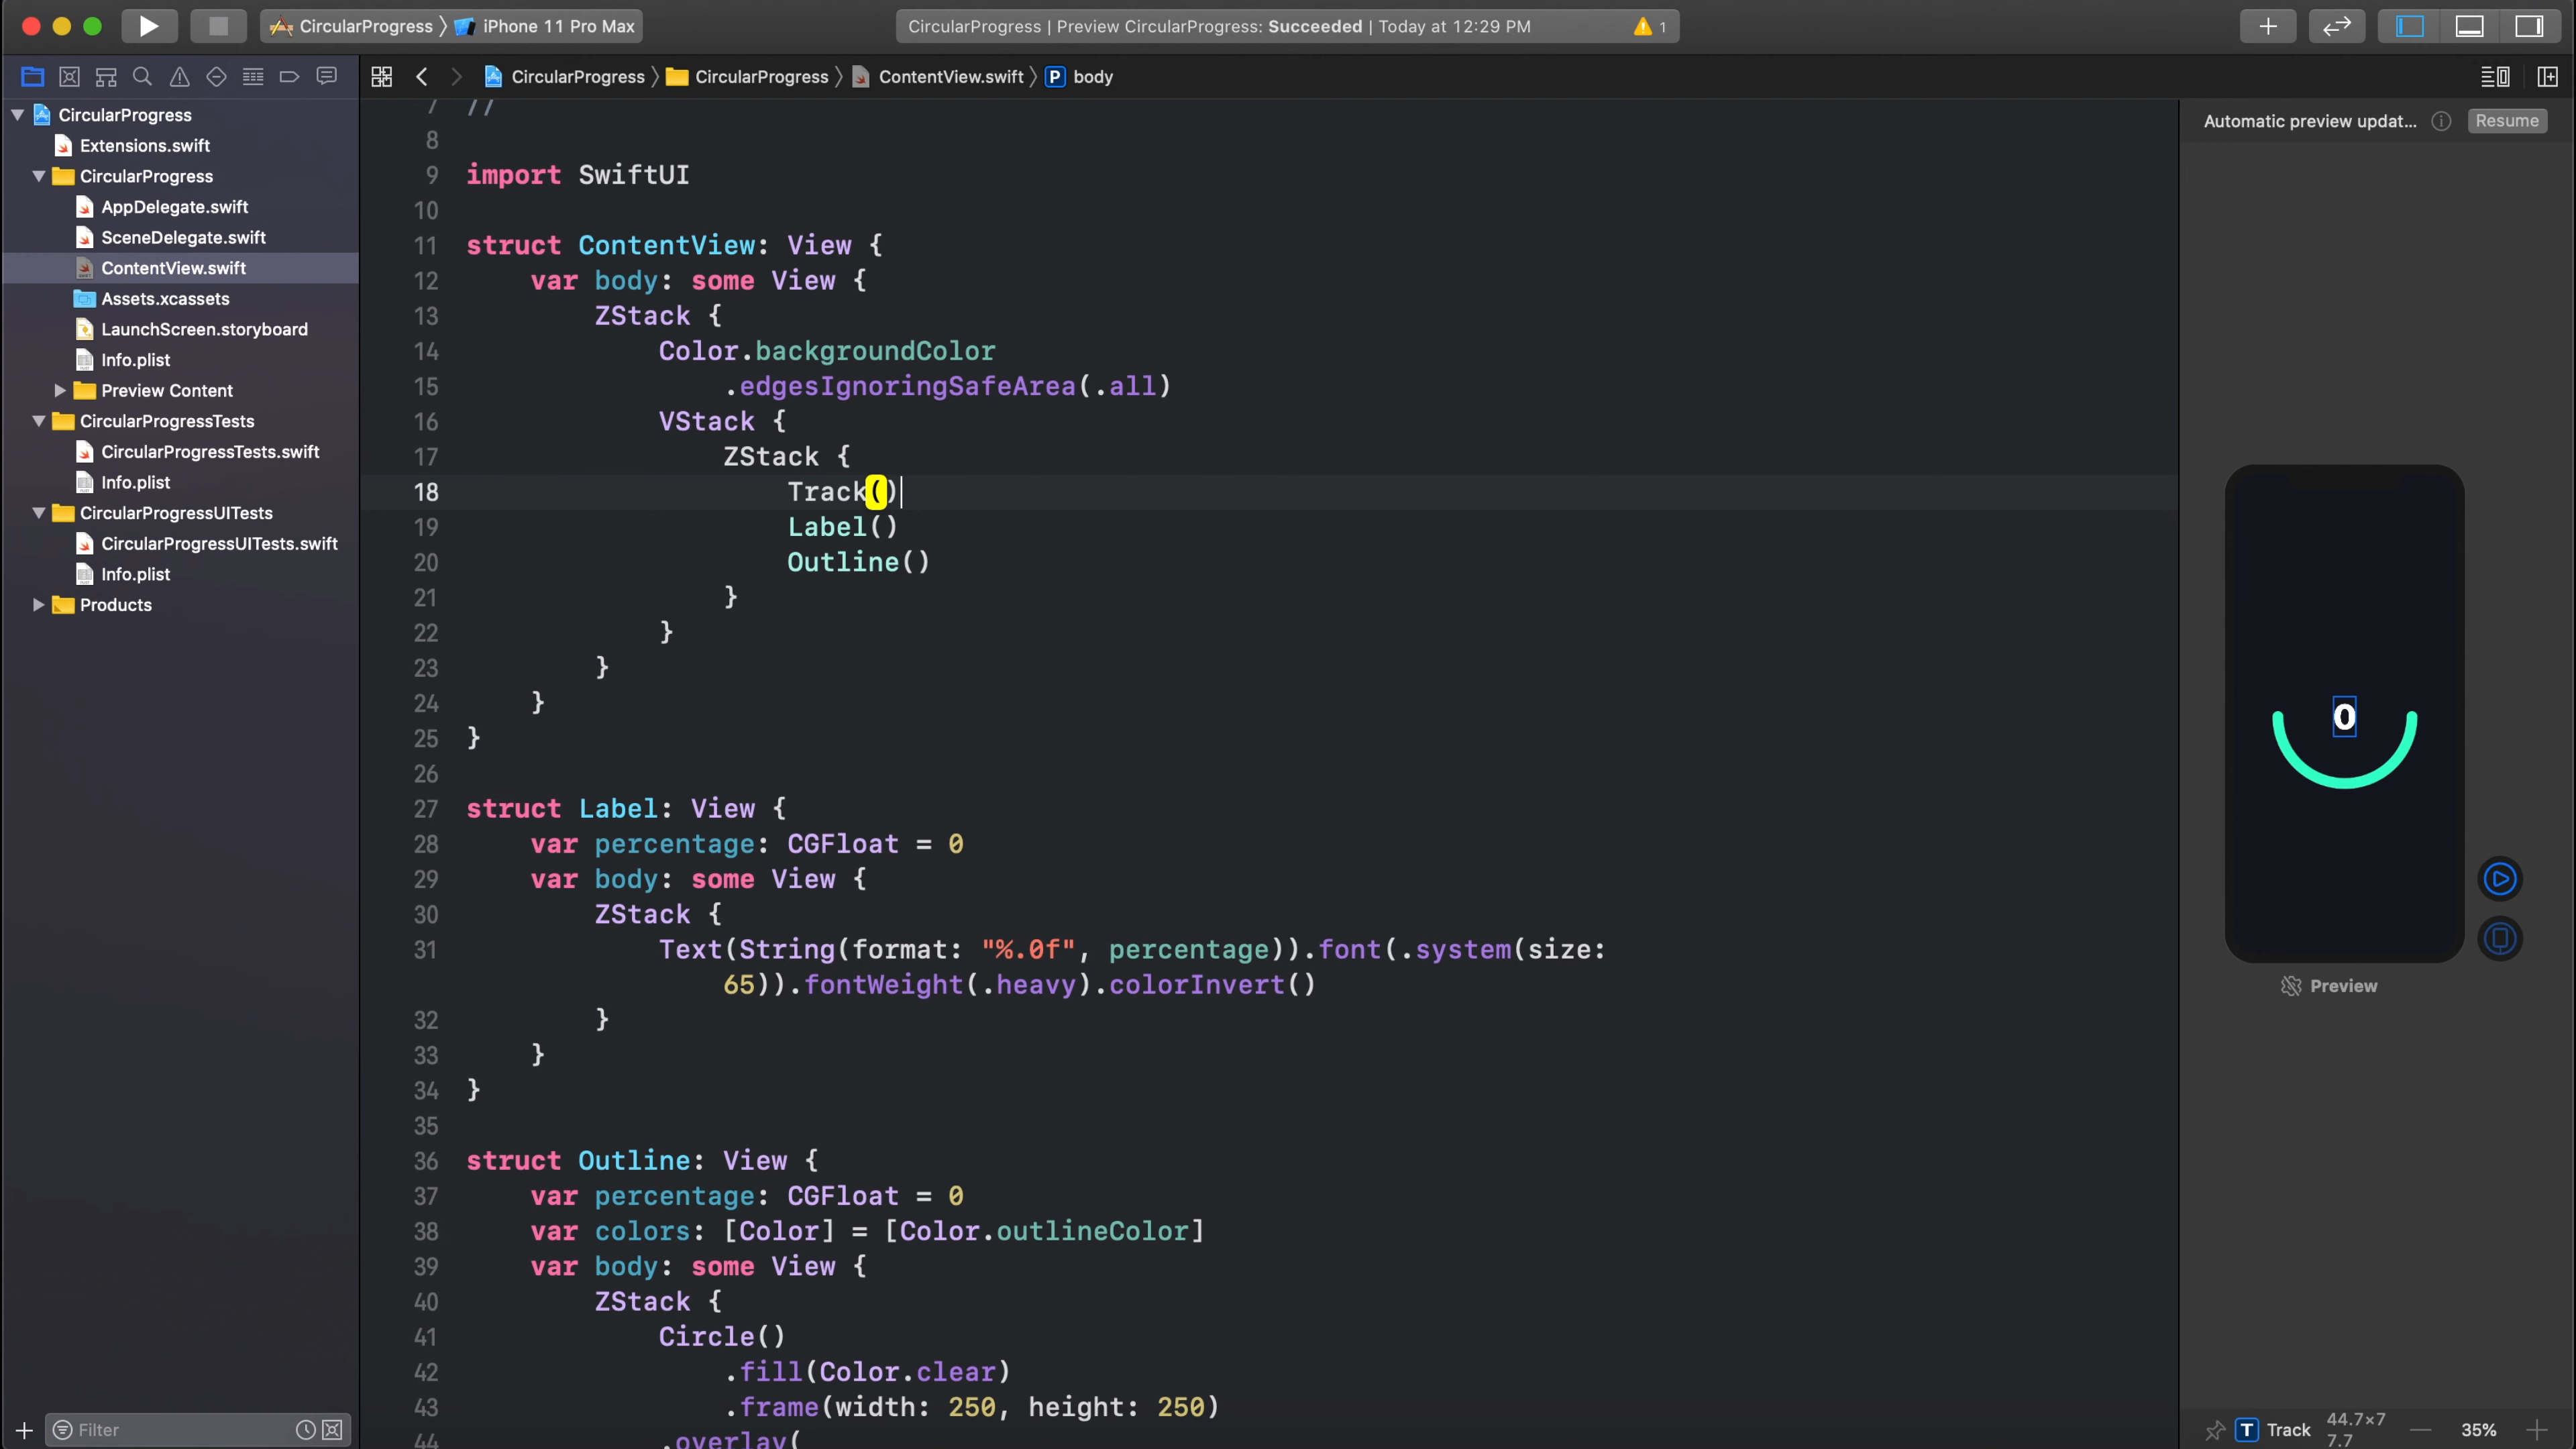 CircularProgress 〉 iPhone 11 Pro Max
CircularProgress | Preview CircularProgress: Succeeded | Today at 12:29 PM
1
CircularProgress 〉 CircularProgress 〉 ContentView.swift 〉 P body
CircularProgress
Extensions.swift
CircularProgress
AppDelegate.swift
SceneDelegate.swift
ContentView.swift
Assets.xcassets
LaunchScreen.storyboard
Info.plist
Preview Content
CircularProgressTests
CircularProgressTests.swift
Info.plist
CircularProgressUITests
CircularProgressUITests.swift
Info.plist
Products
Filter
7 //
8
9 import SwiftUI
10
11 struct ContentView: View {
12 var body: some View {
13 ZStack {
14 Color.backgroundColor
15 .edgesIgnoringSafeArea(.all)
16 VStack {
17 ZStack {
18 Track()
19 Label()
20 Outline()
21 }
22 }
23 }
24 }
25 }
26
27 struct Label: View {
28 var percentage: CGFloat = 0
29 var body: some View {
30 ZStack {
31 Text(String(format: "%.0f", percentage)).font(.system(size:
65)).fontWeight(.heavy).colorInvert()
32 }
33 }
34 }
35
36 struct Outline: View {
37 var percentage: CGFloat = 0
38 var colors: [Color] = [Color.outlineColor]
39 var body: some View {
40 ZStack {
41 Circle()
42 .fill(Color.clear)
43 .frame(width: 250, height: 250)
44 .overlay(
Automatic preview updat... Resume
0
Preview
T Track 44.7×7
7.7
35%